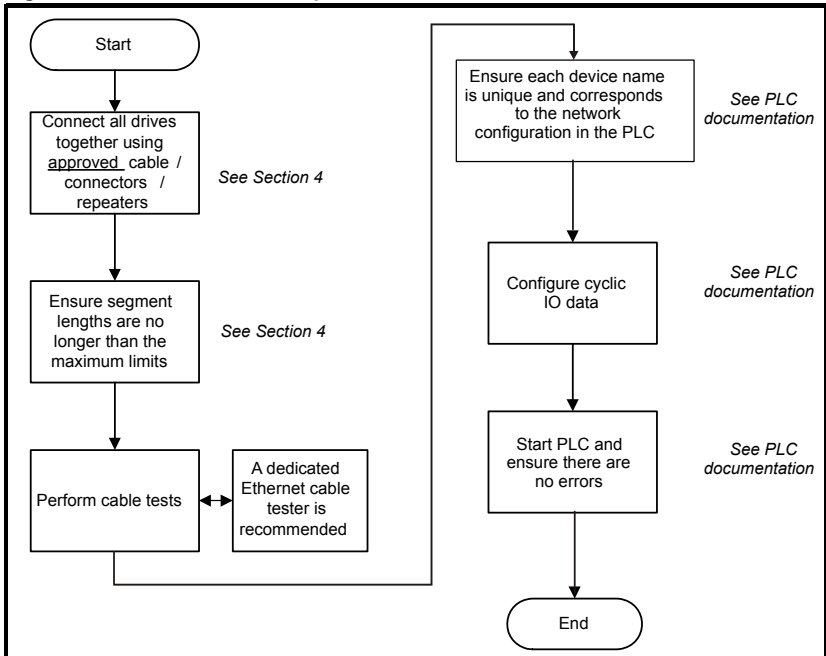 Start
Connect all drives
together using
approved cable /
connectors /
repeaters
See Section 4
Ensure segment
lengths are no
longer than the
maximum limits
See Section 4
Perform cable tests
A dedicated
Ethernet cable
tester is
recommended
Ensure each device name
is unique and corresponds
to the network
configuration in the PLC
See PLC
documentation
Configure cyclic
IO data
See PLC
documentation
Start PLC and
ensure there are
no errors
See PLC
documentation
End